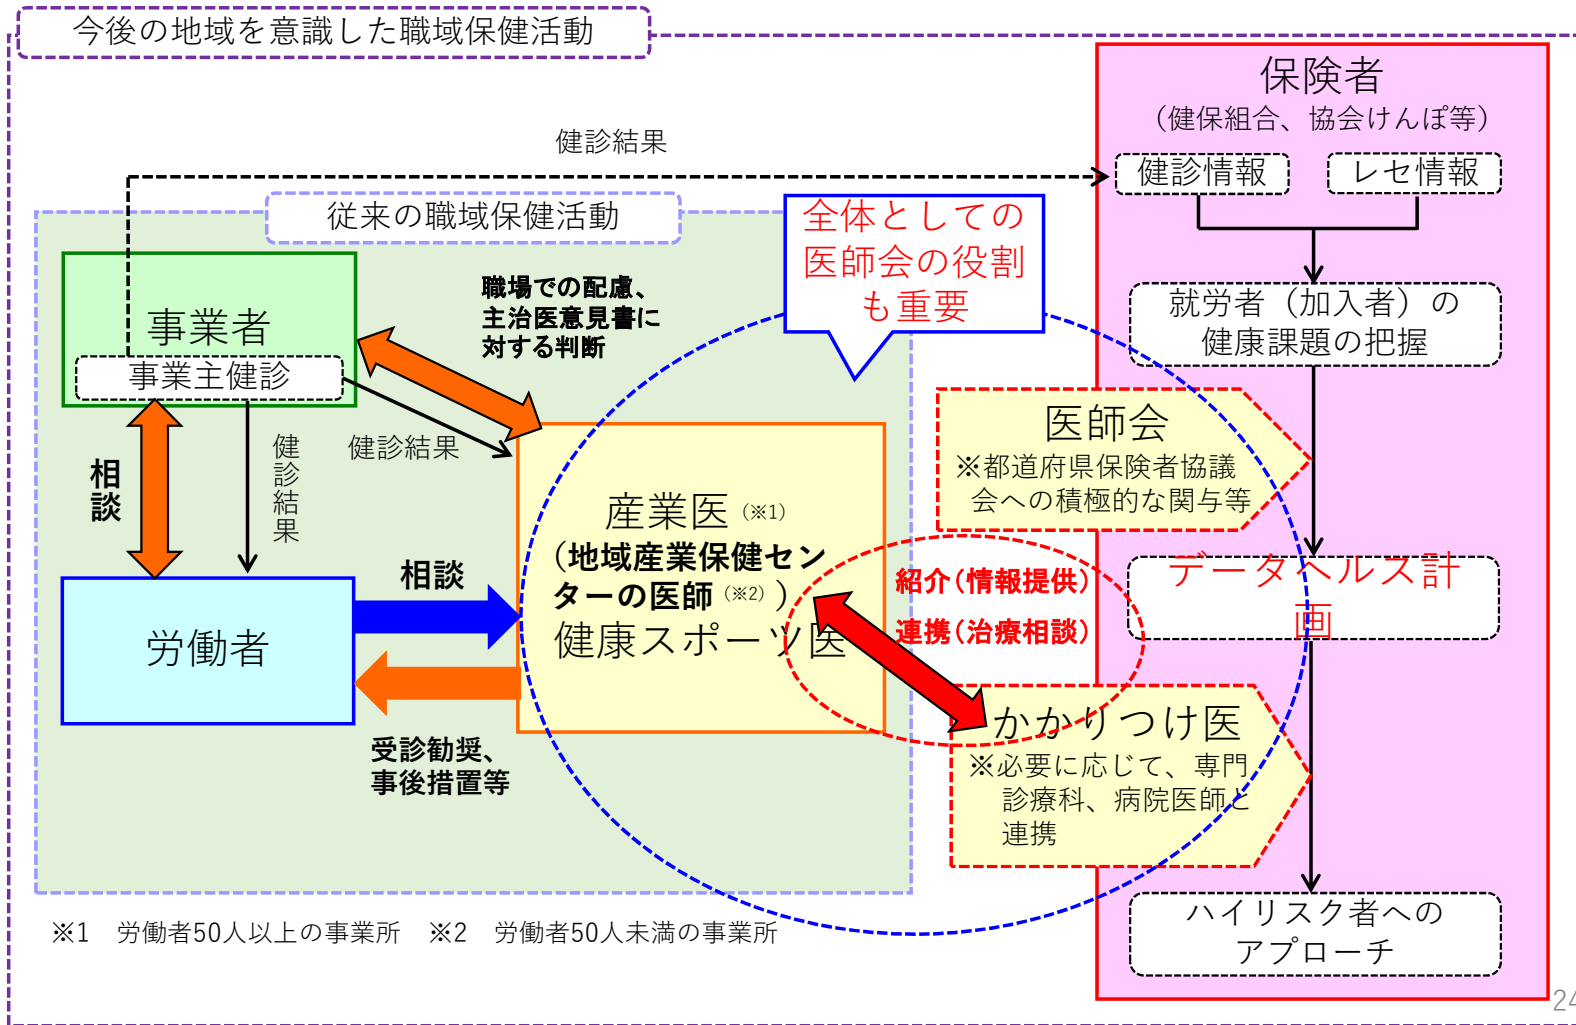 今後の地域を意識した職域保健活動
保険者
（健保組合、協会けんぽ等）
健診結果
健診情報
レセ情報
従来の職域保健活動
全体としての
医師会の役割
も重要
職場での配慮、
主治医意見書に
対する判断
事業者
事業主健診
就労者（加入者）の
健康課題の把握
健診結果
健診結果
相談
医師会
※都道府県保険者協議
会への積極的な関与等
産業医（※1）
（地域産業保健セン
ターの医師（※2））
健康スポーツ医
相談
労働者
紹介（情報提供）
連携（治療相談）
データヘルス計
画
受診勧奨、
事後措置等
かかりつけ医
※必要に応じて、専門
診療科、病院医師と
連携
ハイリスク者への
アプローチ
※1　労働者50人以上の事業所　※2　労働者50人未満の事業所
24